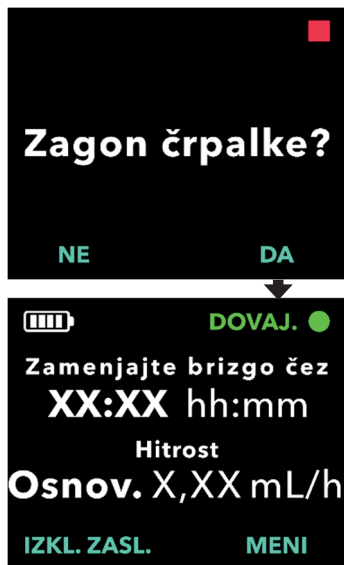 Zagon črpalke?
NE DA
DOVAJ.
Zamenjajte brizgo čez
XX:XX hh:mm
Hitrost
Osnov. X,XX mL/h
IZKL. ZASL. MENI